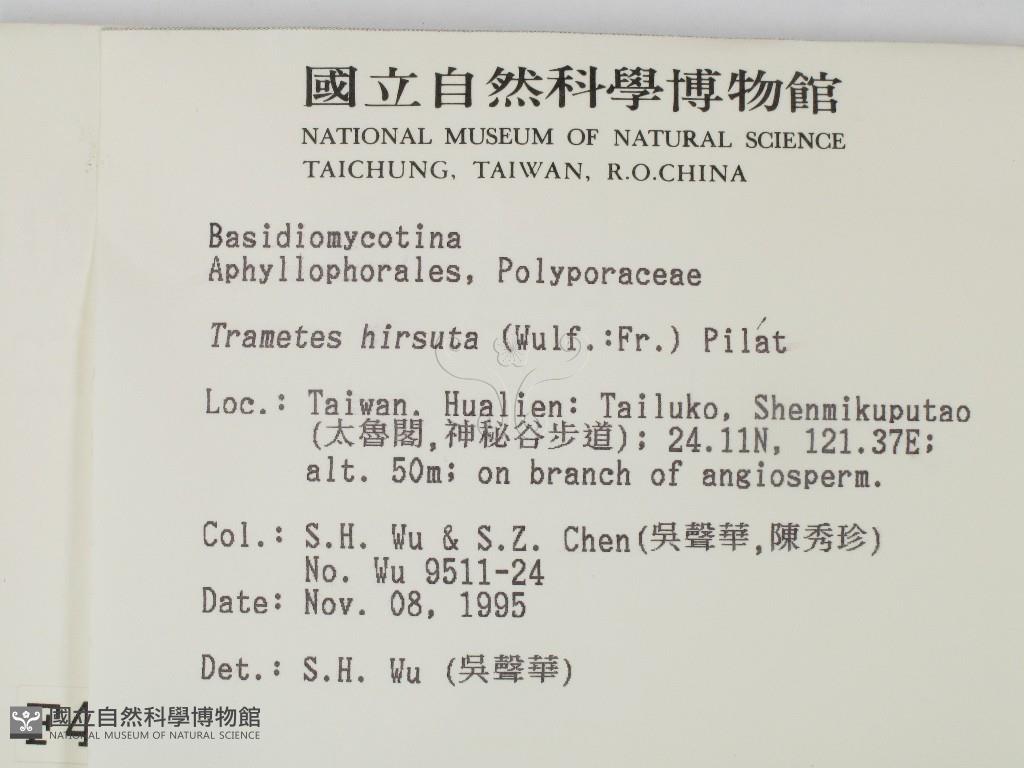 國立自然科學博物館
NATIONAL MUSEUM OF NATURAL SCIENCE
TAICHUNG, TAIWAN, R.O.CHINA
Basidiomycotina
Aphyllophorales, Polyporaceae
Trametes hirsuta (Wulf.:Fr.) Pilát
Loc.: Taiwan. Hualien: Tailuko, Shenmikuputao
(太魯閣,神秘谷步道); 24.11N, 121.37E;
alt. 50m; on branch of angiosperm.
Col.: S.H. Wu & S.Z. Chen(吳聲華,陳秀珍)
No. Wu 9511-24
Date: Nov. 08, 1995
Det.: S.H. Wu (吳聲華)
F4
國立自然科學博物館
NATIONAL MUSEUM OF NATURAL SCIENCE